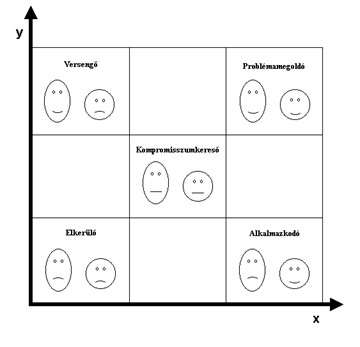 y
Versengő
Problémamegoldó
Kompromisszumkereső
Elkerülő
Alkalmazkodó
x